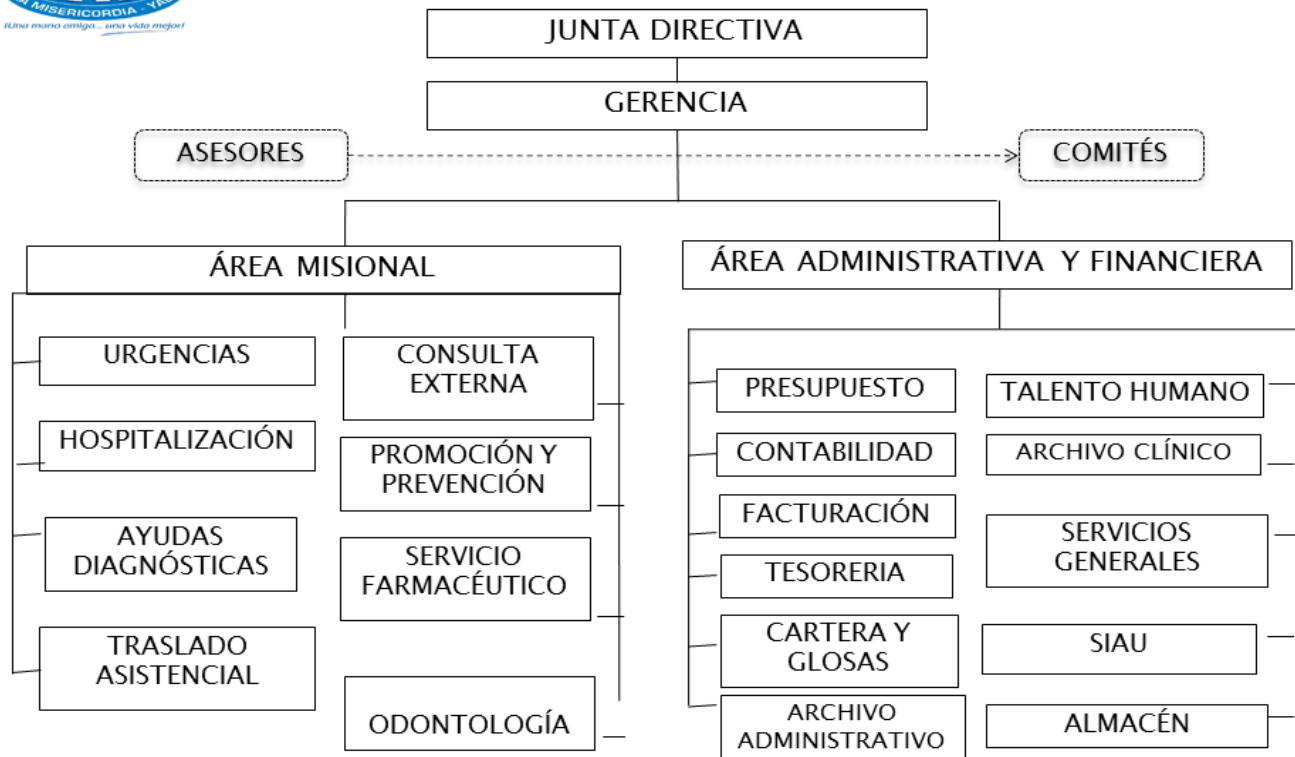 MISERICORDIA - YA
¡Una mano amiga... una vida mejor!
JUNTA DIRECTIVA
GERENCIA
ASESORES
COMITÉS
ÁREA MISIONAL
URGENCIAS
HOSPITALIZACIÓN
AYUDAS
DIAGNÓSTICAS
TRASLADO
ASISTENCIAL
CONSULTA
EXTERNA
PROMOCIÓN Y
PREVENCIÓN
SERVICIO
FARMACÉUTICO
ODONTOLOGÍA
ÁREA ADMINISTRATIVA Y FINANCIERA
PRESUPUESTO
CONTABILIDAD
FACTURACIÓN
TESORERIA
CARTERA Y
GLOSAS
ARCHIVO
ADMINISTRATIVO
TALENTO HUMANO
ARCHIVO CLÍNICO
SERVICIOS
GENERALES
SIAU
ALMACÉN